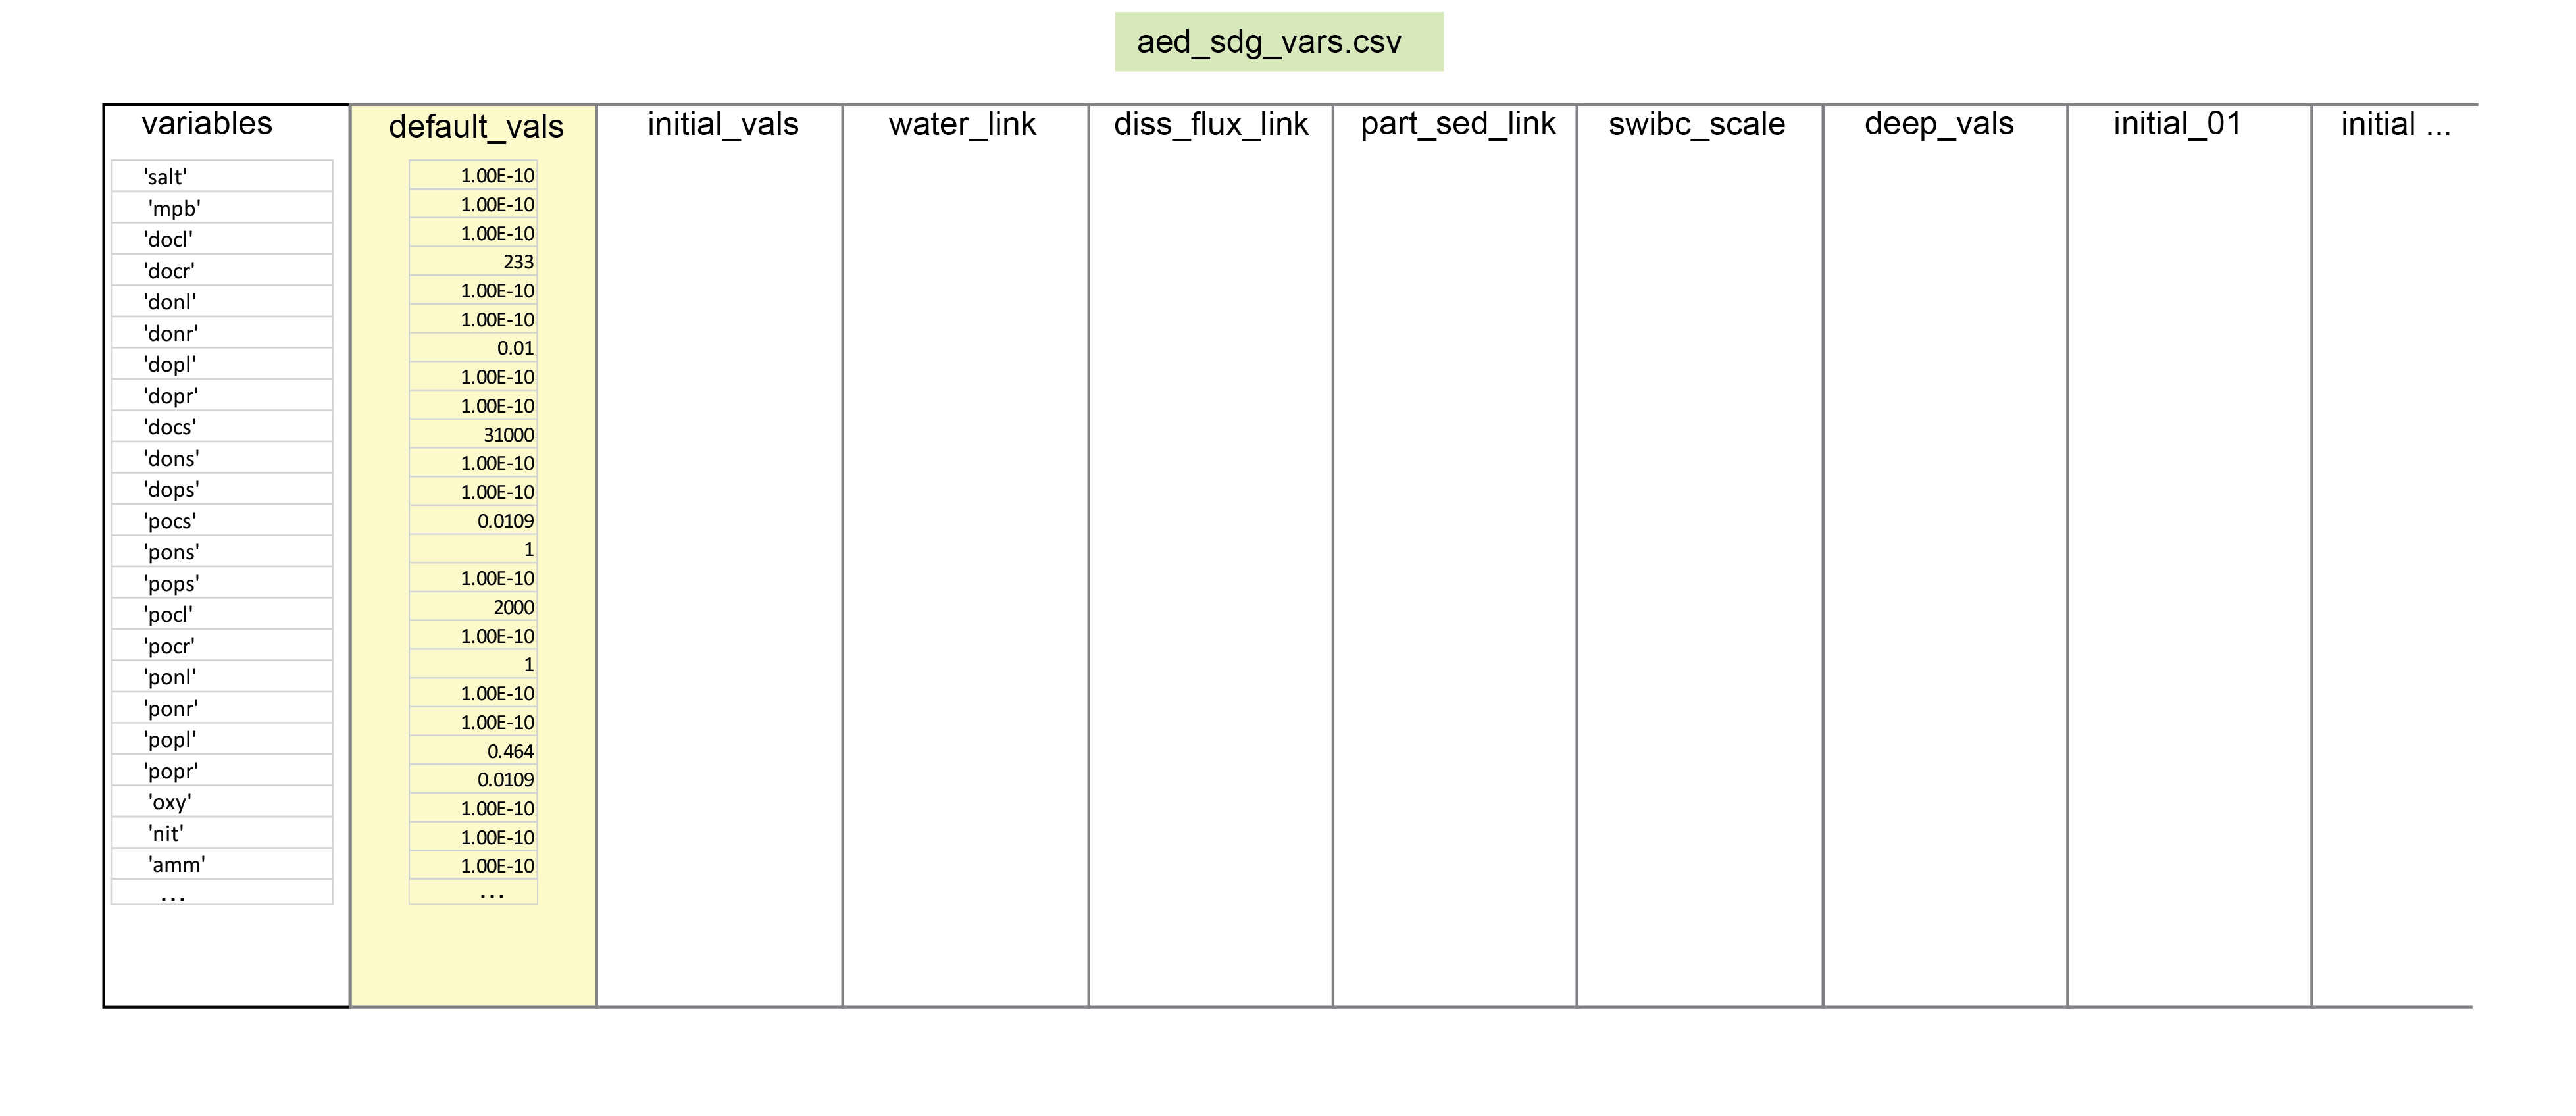 aed_sdg_vars.csv
variables default_vals initial_vals water_link diss_flux_link part_sed_link swibc_scale deep_vals initial_01 initial ...
'salt'
'mpb'
'docl'
'docr'
'donl'
'donr'
'dopl'
'dopr'
'docs'
'dons'
'dops'
'pocs'
'pons'
'pops'
'pocl'
'pocr'
'ponl'
'ponr'
'popl'
'popr'
'oxy'
'nit'
'amm'
...
1.00E-10
1.00E-10
1.00E-10
233
1.00E-10
1.00E-10
0.01
1.00E-10
1.00E-10
31000
1.00E-10
1.00E-10
0.0109
1
1.00E-10
2000
1.00E-10
1
1.00E-10
1.00E-10
0.464
0.0109
1.00E-10
1.00E-10
1.00E-10
...